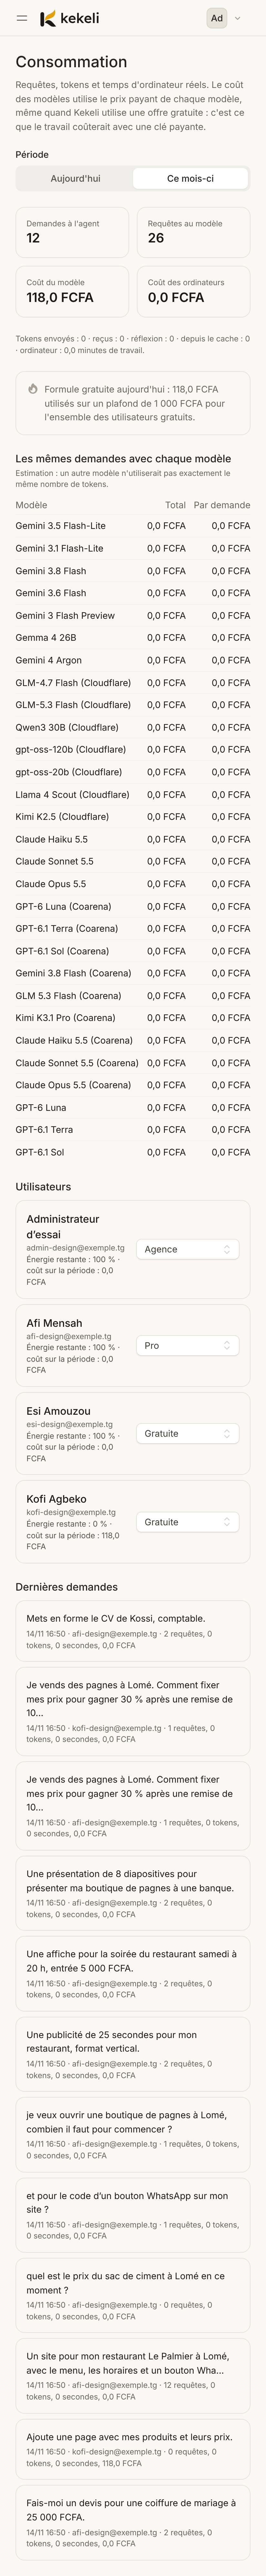 kekeli
Ad
Consommation
Requêtes, tokens et temps d'ordinateur réels. Le coût
des modèles utilise le prix payant de chaque modèle,
même quand Kekeli utilise une offre gratuite : c'est ce
que le travail coûterait avec une clé payante.
Période
Aujourd'hui
Ce mois-ci
Demandes à l'agent
12
Requêtes au modèle
26
Coût du modèle
118,0 FCFA
Coût des ordinateurs
0,0 FCFA
Tokens envoyés : 0 · reçus : 0 · réflexion : 0 · depuis le cache : 0
· ordinateur : 0,0 minutes de travail.
Formule gratuite aujourd'hui : 118,0 FCFA
utilisés sur un plafond de 1 000 FCFA pour
l'ensemble des utilisateurs gratuits.
Les mêmes demandes avec chaque modèle
Estimation : un autre modèle n'utiliserait pas exactement le
même nombre de tokens.
Modèle Total Par demande
Gemini 3.5 Flash-Lite 0,0 FCFA 0,0 FCFA
Gemini 3.1 Flash-Lite 0,0 FCFA 0,0 FCFA
Gemini 3.8 Flash 0,0 FCFA 0,0 FCFA
Gemini 3.6 Flash 0,0 FCFA 0,0 FCFA
Gemini 3 Flash Preview 0,0 FCFA 0,0 FCFA
Gemma 4 26B 0,0 FCFA 0,0 FCFA
Gemini 4 Argon 0,0 FCFA 0,0 FCFA
GLM-4.7 Flash (Cloudflare) 0,0 FCFA 0,0 FCFA
GLM-5.3 Flash (Cloudflare) 0,0 FCFA 0,0 FCFA
Qwen3 30B (Cloudflare) 0,0 FCFA 0,0 FCFA
gpt-oss-120b (Cloudflare) 0,0 FCFA 0,0 FCFA
gpt-oss-20b (Cloudflare) 0,0 FCFA 0,0 FCFA
Llama 4 Scout (Cloudflare) 0,0 FCFA 0,0 FCFA
Kimi K2.5 (Cloudflare) 0,0 FCFA 0,0 FCFA
Claude Haiku 5.5 0,0 FCFA 0,0 FCFA
Claude Sonnet 5.5 0,0 FCFA 0,0 FCFA
Claude Opus 5.5 0,0 FCFA 0,0 FCFA
GPT-6 Luna (Coarena) 0,0 FCFA 0,0 FCFA
GPT-6.1 Terra (Coarena) 0,0 FCFA 0,0 FCFA
GPT-6.1 Sol (Coarena) 0,0 FCFA 0,0 FCFA
Gemini 3.8 Flash (Coarena) 0,0 FCFA 0,0 FCFA
GLM 5.3 Flash (Coarena) 0,0 FCFA 0,0 FCFA
Kimi K3.1 Pro (Coarena) 0,0 FCFA 0,0 FCFA
Claude Haiku 5.5 (Coarena) 0,0 FCFA 0,0 FCFA
Claude Sonnet 5.5 (Coarena) 0,0 FCFA 0,0 FCFA
Claude Opus 5.5 (Coarena) 0,0 FCFA 0,0 FCFA
GPT-6 Luna 0,0 FCFA 0,0 FCFA
GPT-6.1 Terra 0,0 FCFA 0,0 FCFA
GPT-6.1 Sol 0,0 FCFA 0,0 FCFA
Utilisateurs
Administrateur
d'essai
admin-design@exemple.tg
Énergie restante : 100 % ·
coût sur la période : 0,0
FCFA
Agence
Afi Mensah
afi-design@exemple.tg
Énergie restante : 100 % ·
coût sur la période : 0,0
FCFA
Pro
Esi Amouzou
esi-design@exemple.tg
Énergie restante : 100 % ·
coût sur la période : 0,0
FCFA
Gratuite
Kofi Agbeko
kofi-design@exemple.tg
Énergie restante : 0 % ·
coût sur la période : 118,0
FCFA
Gratuite
Dernières demandes
Mets en forme le CV de Kossi, comptable.
14/11 16:50 · afi-design@exemple.tg · 2 requêtes, 0
tokens, 0 secondes, 0,0 FCFA
Je vends des pagnes à Lomé. Comment fixer
mes prix pour gagner 30 % après une remise de
10...
14/11 16:50 · kofi-design@exemple.tg · 1 requêtes, 0
tokens, 0 secondes, 0,0 FCFA
Je vends des pagnes à Lomé. Comment fixer
mes prix pour gagner 30 % après une remise de
10...
14/11 16:50 · afi-design@exemple.tg · 1 requêtes, 0 tokens,
0 secondes, 0,0 FCFA
Une présentation de 8 diapositives pour
présenter ma boutique de pagnes à une banque.
14/11 16:50 · afi-design@exemple.tg · 2 requêtes, 0
tokens, 0 secondes, 0,0 FCFA
Une affiche pour la soirée du restaurant samedi à
20 h, entrée 5 000 FCFA.
14/11 16:50 · afi-design@exemple.tg · 2 requêtes, 0
tokens, 0 secondes, 0,0 FCFA
Une publicité de 25 secondes pour mon
restaurant, format vertical.
14/11 16:50 · afi-design@exemple.tg · 2 requêtes, 0
tokens, 0 secondes, 0,0 FCFA
je veux ouvrir une boutique de pagnes à Lomé,
combien il faut pour commencer ?
14/11 16:50 · afi-design@exemple.tg · 1 requêtes, 0 tokens,
0 secondes, 0,0 FCFA
et pour le code d'un bouton WhatsApp sur mon
site ?
14/11 16:50 · afi-design@exemple.tg · 1 requêtes, 0 tokens,
0 secondes, 0,0 FCFA
quel est le prix du sac de ciment à Lomé en ce
moment ?
14/11 16:50 · afi-design@exemple.tg · 0 requêtes, 0
tokens, 0 secondes, 0,0 FCFA
Un site pour mon restaurant Le Palmier à Lomé,
avec le menu, les horaires et un bouton Wha...
14/11 16:50 · afi-design@exemple.tg · 12 requêtes, 0
tokens, 0 secondes, 0,0 FCFA
Ajoute une page avec mes produits et leurs prix.
14/11 16:50 · kofi-design@exemple.tg · 0 requêtes, 0
tokens, 0 secondes, 118,0 FCFA
Fais-moi un devis pour une coiffure de mariage à
25 000 FCFA.
14/11 16:50 · afi-design@exemple.tg · 2 requêtes, 0
tokens, 0 secondes, 0,0 FCFA